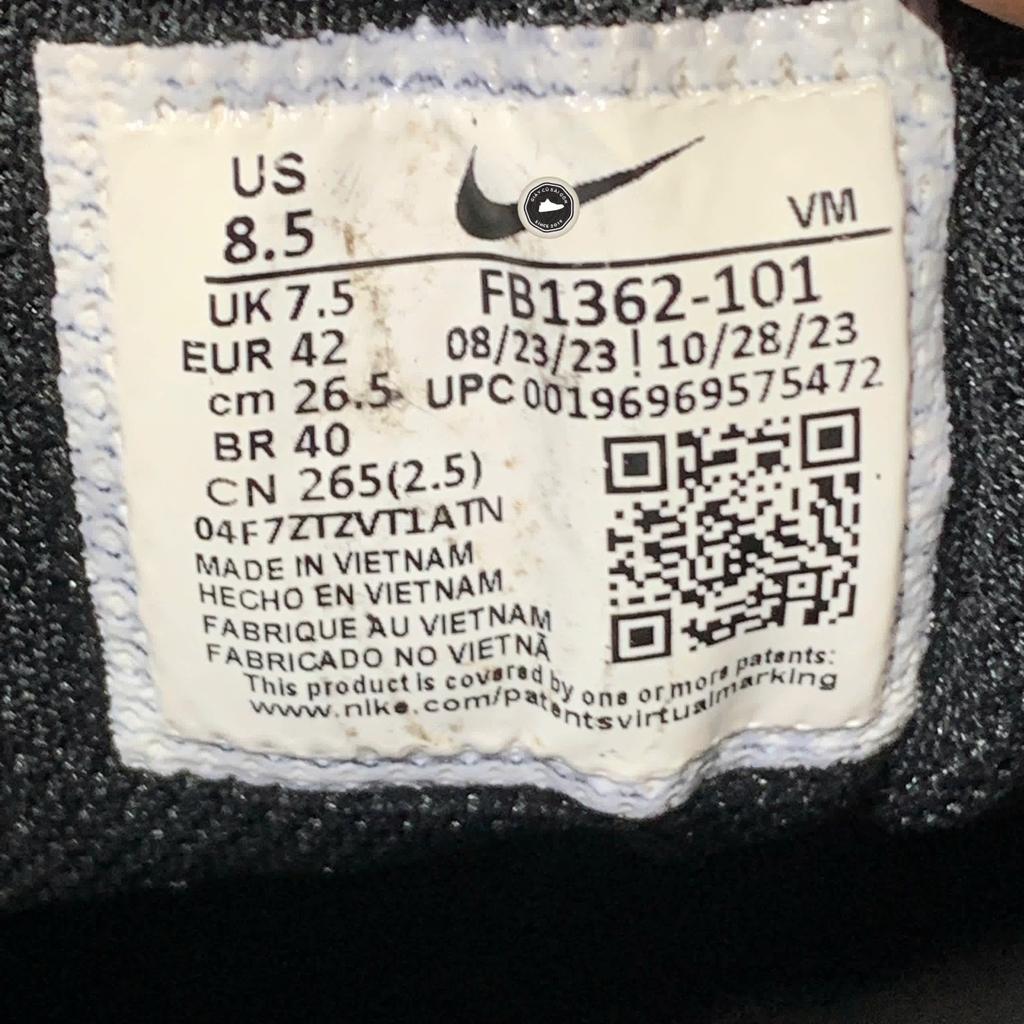 US
8.5
VM
UK 7.5
FB1362-101
EUR 42
08/23/23 ! 10/28/23
cm 26.5
UPC 00196969575472
BR 40
CN 265(2.5)
04F7ZTZVT1ATN
MADE IN VIETNAM
HECHO EN VIETNAM
FABRIQUE AU VIETNAM
FABRICADO NO VIETNÃ
This product is covered by one or more patents:
www.nike.com/patentsvirtualmarking
SINCE 2019